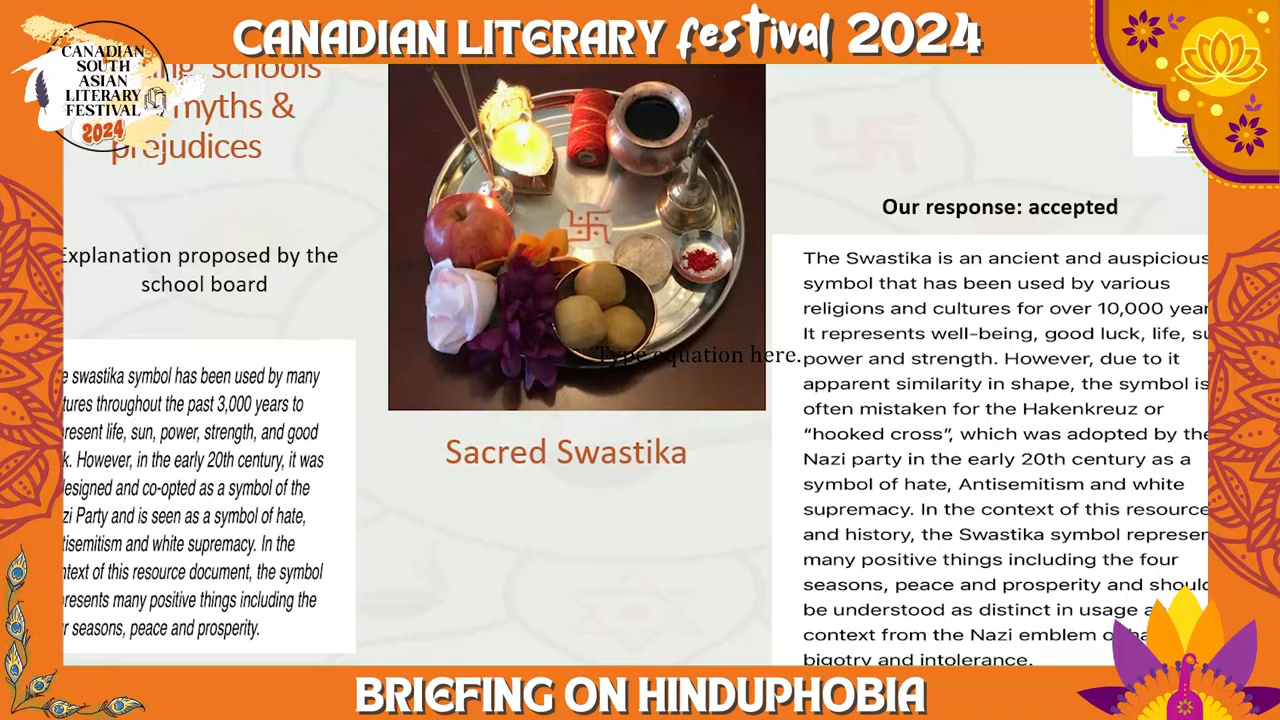 CANADIAN LITERARY festival 2024
CANADIAN
SOUTH
ASIAN
LITERARY
FESTIVAL
2024
schools
myths &
prejudices
Explanation proposed by the
school board
swastika symbol has been used by many
throughout the past 3,000 years to
life, sun, power, strength, and good
However, in the early 20th century, it was
and co-opted as a symbol of the
Party and is seen as a symbol of hate,
and white supremacy. In the
of this resource document, the symbol
many positive things including the
seasons, peace and prosperity.
Type equation here.
Sacred Swastika
Our response: accepted
The Swastika is an ancient and auspicious
symbol that has been used by various
religions and cultures for over 10,000
It represents well-being, good luck, life,
power and strength. However, due to it
apparent similarity in shape, the symbol is
often mistaken for the Hakenkreuz or
“hooked cross”, which was adopted by the
Nazi party in the early 20th century as a
symbol of hate, Antisemitism and white
supremacy. In the context of this resource
and history, the Swastika symbol
many positive things including the four
seasons, peace and prosperity and
be understood as distinct in usage
context from the Nazi emblem
bigotry and intolerance.
BRIEFING ON HINDUPHOBIA